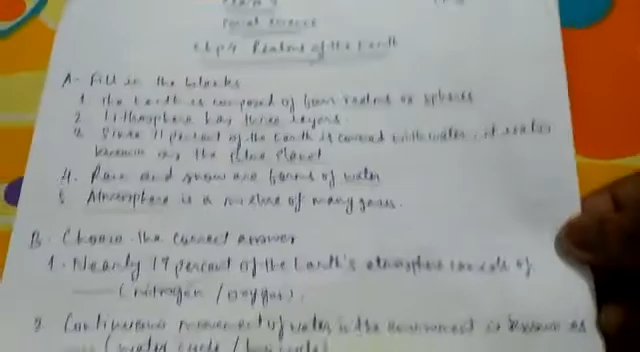 Social Science
Chp 4 Realms of the Earth
A- Fill in the blanks
1. The Earth is composed of four realms or spheres
2. Lithosphere has three layers.
3. Since 71 percent of the Earth is covered with water, it is also
known as the Blue Planet
4. Rain and snow are forms of water
5. Atmosphere is a mixture of many gases.
B. Choose the correct answer
1. Nearly percent of the Earth's atmosphere consists of
(nitrogen / oxygen).
2. Continuous movement of water in the environment is known as
(water cycle /